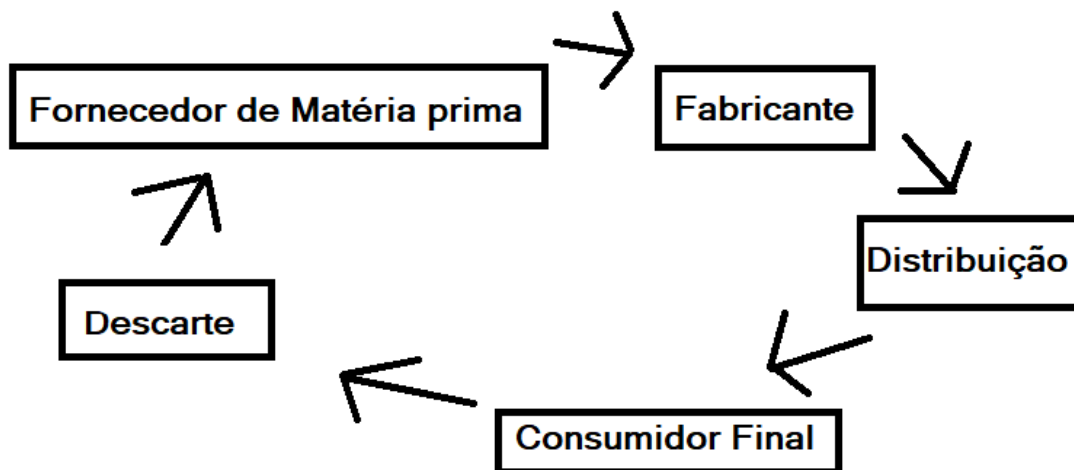 Fornecedor de Matéria prima
Fabricante
Distribuição
Consumidor Final
Descarte